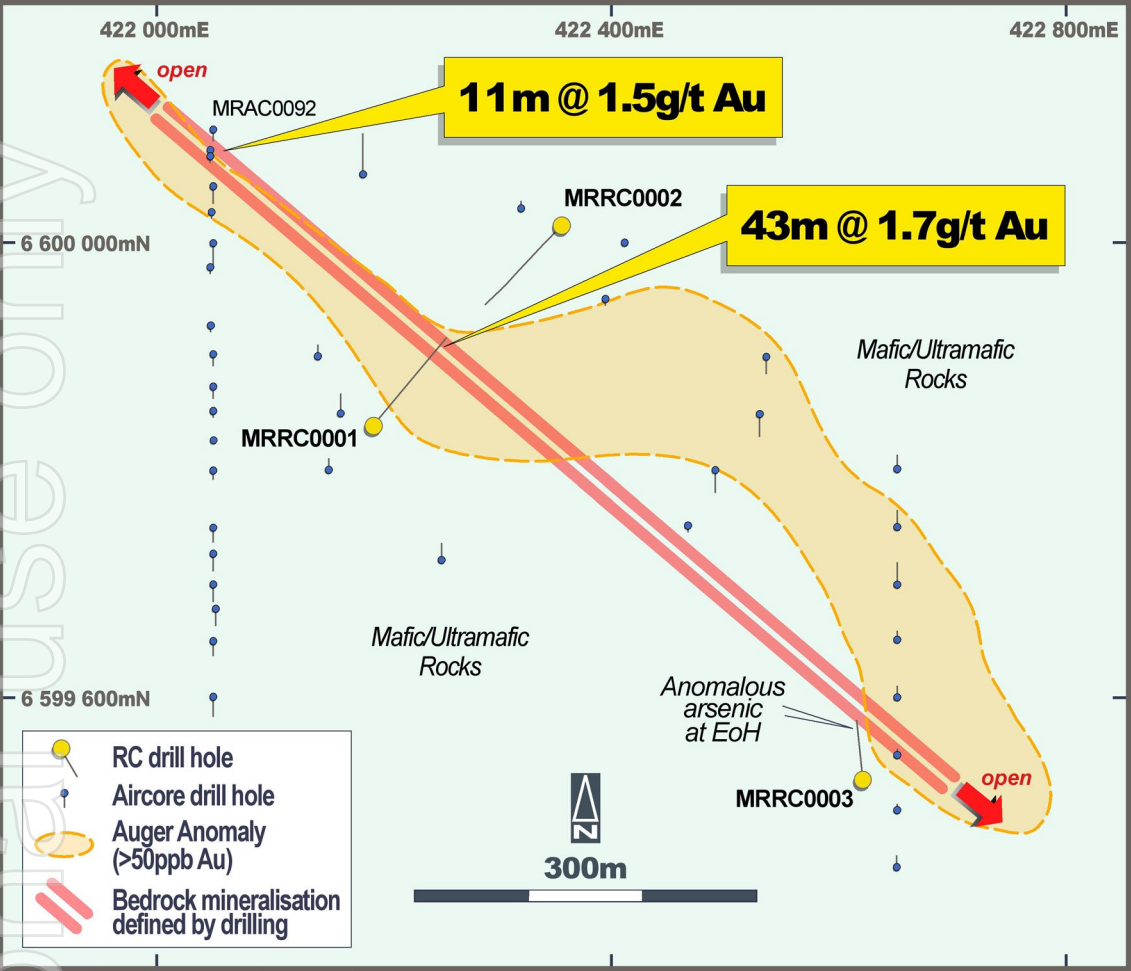 422 000mE
422 400mE
422 800mE
open
MRAC0092
11m @ 1.5g/t Au
MRRC0002
43m @ 1.7g/t Au
6 600 000mN
Mafic/Ultramafic
Rocks
MRRC0001
Mafic/Ultramafic
Rocks
6 599 600mN
Anomalous
arsenic
at EoH
MRRC0003
open
N
300m
RC drill hole
Aircore drill hole
Auger Anomaly
(>50ppb Au)
Bedrock mineralisation
defined by drilling
use only